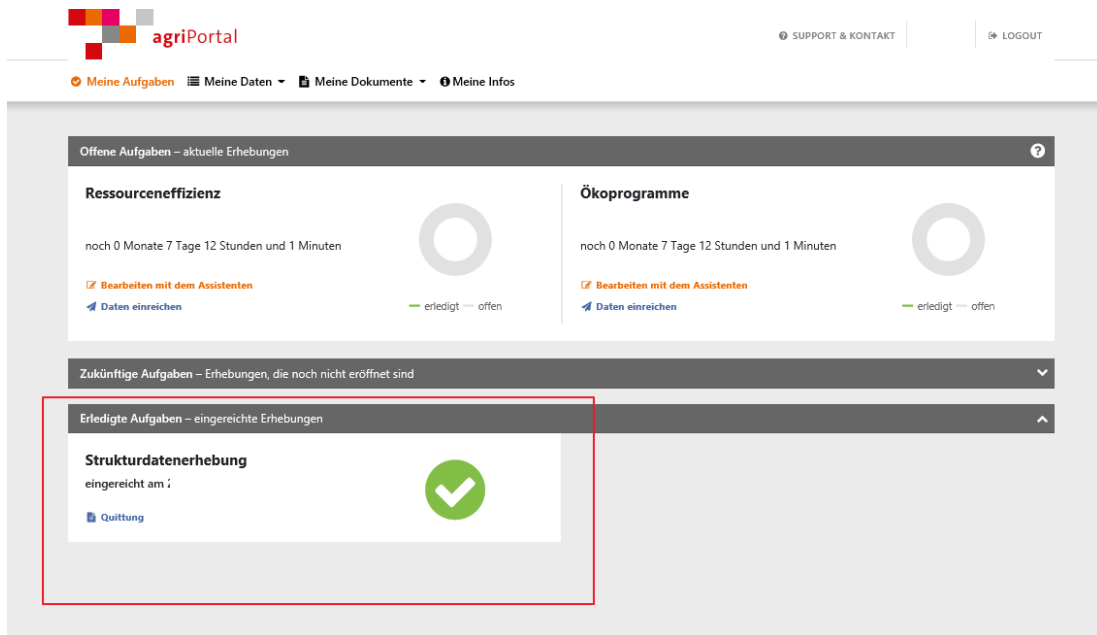 agriPortal
SUPPORT & KONTAKT
LOGOUT
Meine Aufgaben Meine Daten Meine Dokumente Meine Infos
Offene Aufgaben – aktuelle Erhebungen
Ressourceneffizienz
noch 0 Monate 7 Tage 12 Stunden und 1 Minuten
Bearbeiten mit dem Assistenten
Daten einreichen
erledigt offen
Ökoprogramme
noch 0 Monate 7 Tage 12 Stunden und 1 Minuten
Bearbeiten mit dem Assistenten
Daten einreichen
erledigt offen
Zukünftige Aufgaben – Erhebungen, die noch nicht eröffnet sind
Erledigte Aufgaben – eingereichte Erhebungen
Strukturdatenerhebung
eingereicht am
Quittung